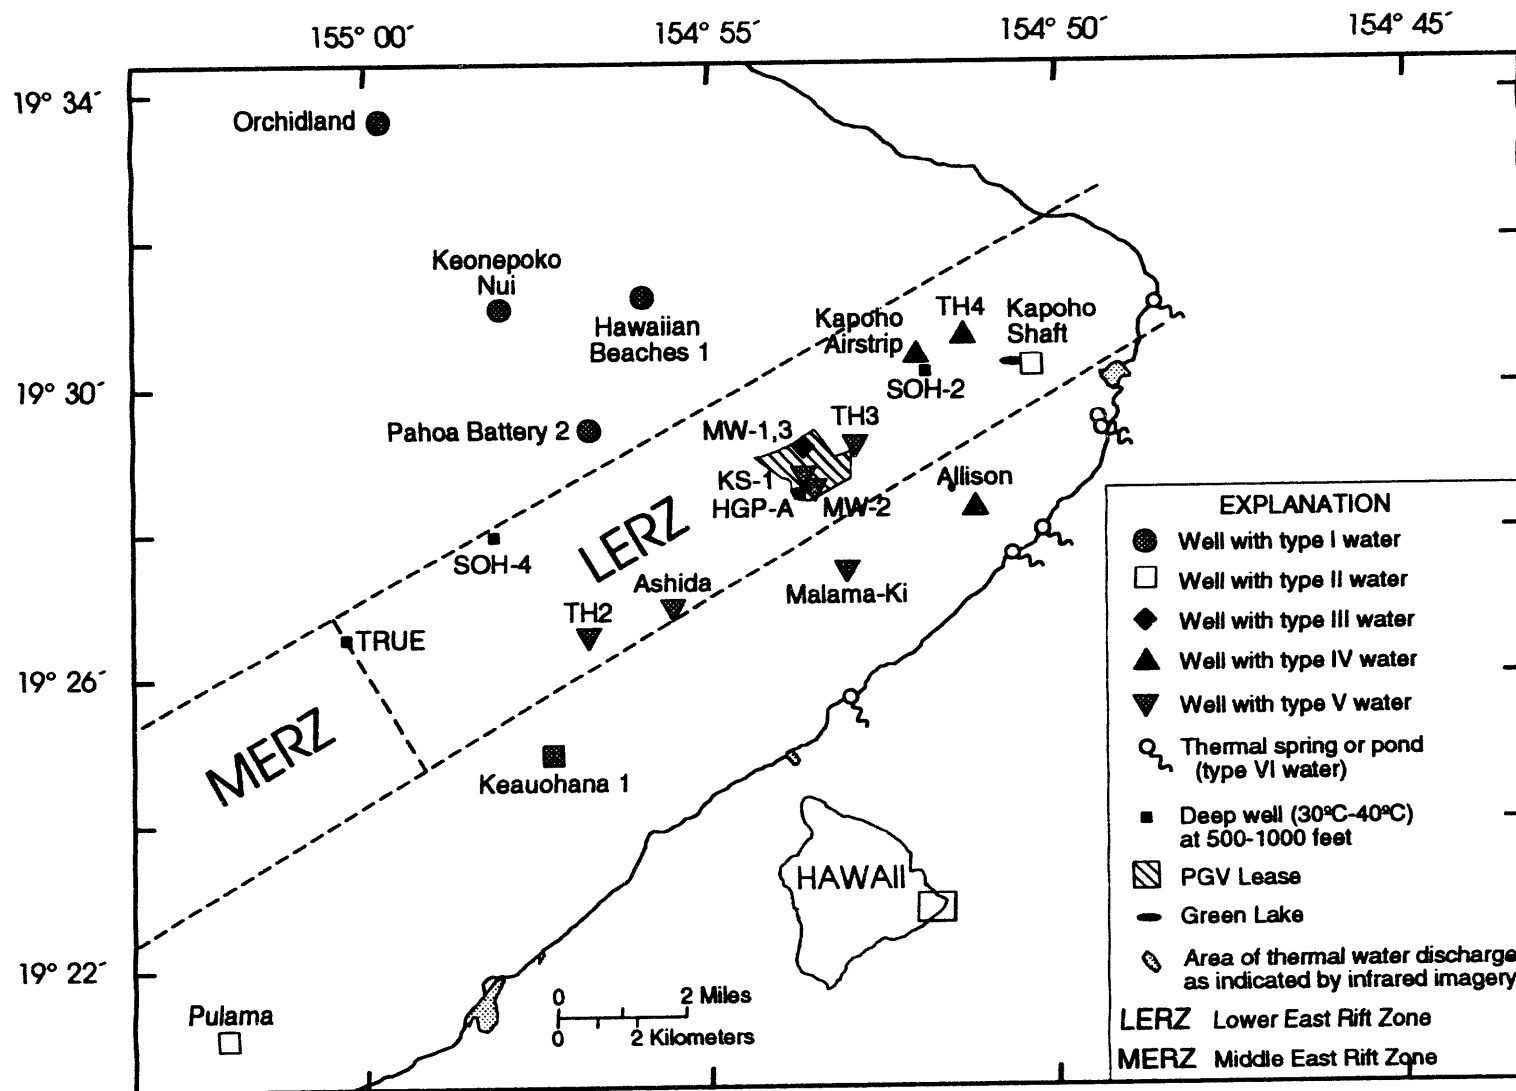 155° 00´
154° 55´
154° 50´
154° 45´
19° 34´
Orchidland
Keonepoko
Nui
Hawaiian
Beaches 1
TH4
Kapoho
Shaft
Kapoho
Airstrip
SOH-2
19° 30´
Pahoa Battery 2
MW-1,3
TH3
KS-1
HGP-A
MW-2
Allison
LERZ
SOH-4
Ashida
Malama-Ki
TH2
TRUE
19° 26´
MERZ
Keauohana 1
HAWAII
19° 22´
Pulama
0 2 Miles
0 2 Kilometers
EXPLANATION
Well with type I water
Well with type II water
Well with type III water
Well with type IV water
Well with type V water
Thermal spring or pond
(type VI water)
Deep well (30ºC-40ºC)
at 500-1000 feet
PGV Lease
Green Lake
Area of thermal water discharge
as indicated by infrared imagery
LERZ Lower East Rift Zone
MERZ Middle East Rift Zone